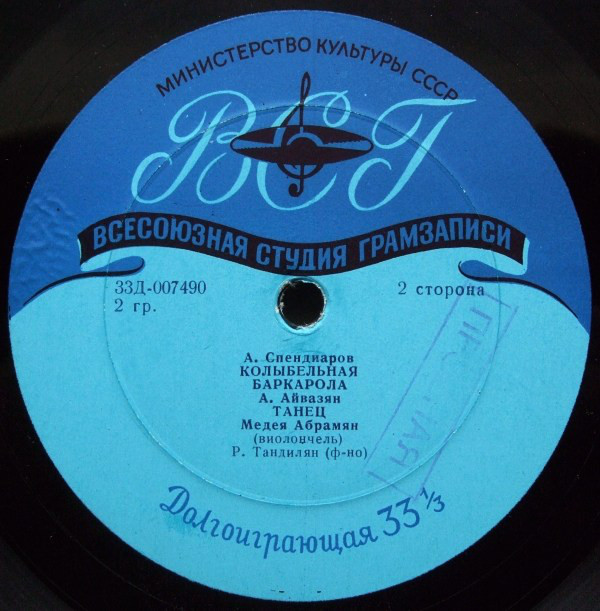 МИНИСТЕРСТВО КУЛЬТУРЫ СССР
ВСГ
ВСЕСОЮЗНАЯ СТУДИЯ ГРАМЗАПИСИ
33Д-007490
2 гр.
2 сторона
А. Спендиаров
КОЛЫБЕЛЬНАЯ
БАРКАРОЛА
А. Айвазян
ТАНЕЦ
Медея Абрамян
(виолончель)
Р. Тандилян (ф-но)
Долгоиграющая 33 1/3